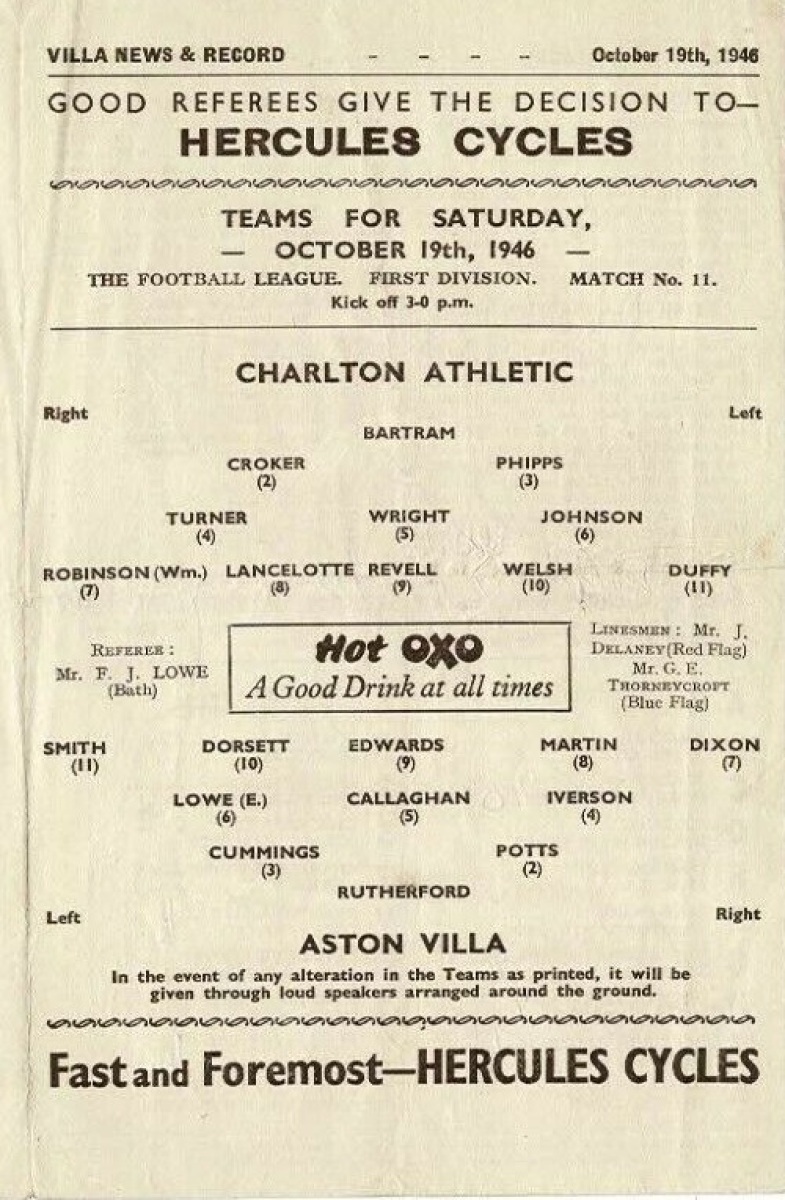 VILLA NEWS & RECORD - - - - October 19th, 1946
GOOD REFEREES GIVE THE DECISION TO—
HERCULES CYCLES
TEAMS FOR SATURDAY,
— OCTOBER 19th, 1946 —
THE FOOTBALL LEAGUE. FIRST DIVISION. MATCH No. 11.
Kick off 3-0 p.m.
CHARLTON ATHLETIC
Right Left
BARTRAM
CROKER PHIPPS
(2) (3)
TURNER WRIGHT JOHNSON
(4) (5) (6)
ROBINSON (Wm.) LANCELOTTE REVELL WELSH DUFFY
(7) (8) (9) (10) (11)
REFEREE :
Mr. F. J. LOWE
(Bath)
Hot OXO
A Good Drink at all times
LINESMEN : Mr. J.
DELANEY (Red Flag)
Mr. G. E.
THORNEYCROFT
(Blue Flag)
SMITH DORSETT EDWARDS MARTIN DIXON
(11) (10) (9) (8) (7)
LOWE (E.) CALLAGHAN IVERSON
(6) (5) (4)
CUMMINGS POTTS
(3) (2)
RUTHERFORD
Left Right
ASTON VILLA
In the event of any alteration in the Teams as printed, it will be
given through loud speakers arranged around the ground.
Fast and Foremost—HERCULES CYCLES